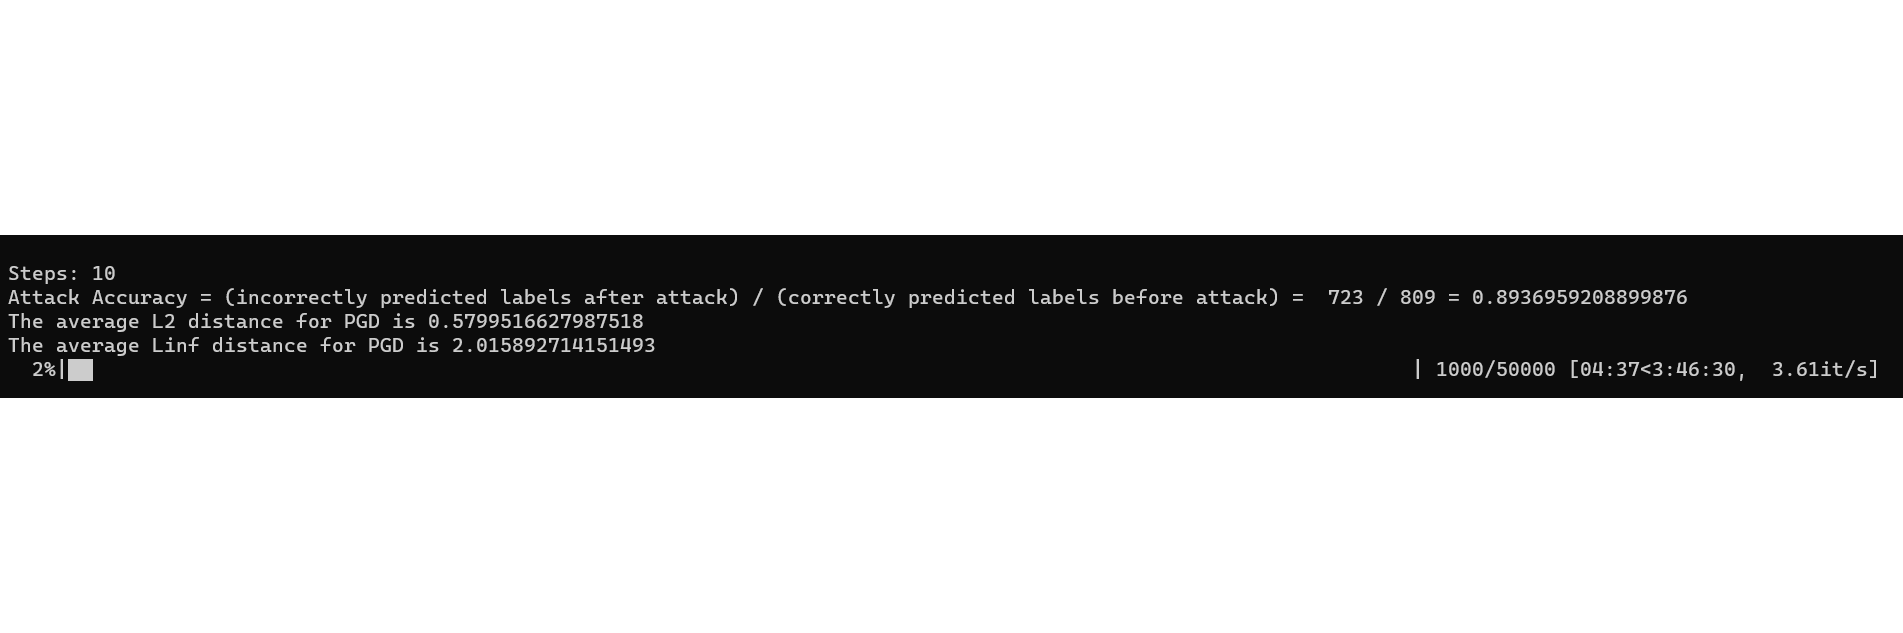 Steps: 10
Attack Accuracy = (incorrectly predicted labels after attack) / (correctly predicted labels before attack) =  723 / 809 = 0.8936959208899876
The average L2 distance for PGD is 0.5799516627987518
The average Linf distance for PGD is 2.015892714151493
2%| | 1000/50000 [04:37<3:46:30,  3.61it/s]